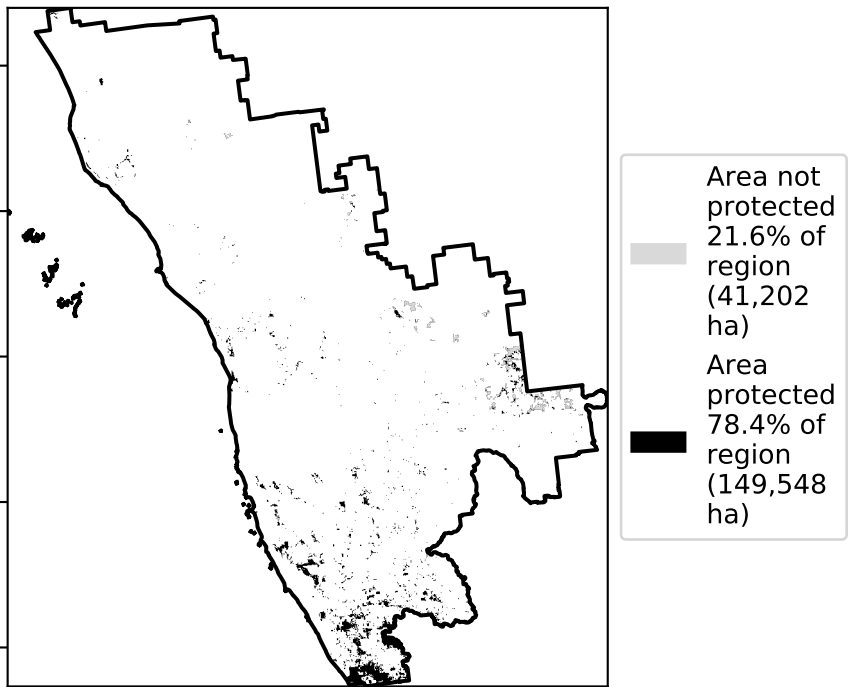 Area not
protected
21.6% of
region
(41,202
ha)
Area
protected
78.4% of
region
(149,548
ha)